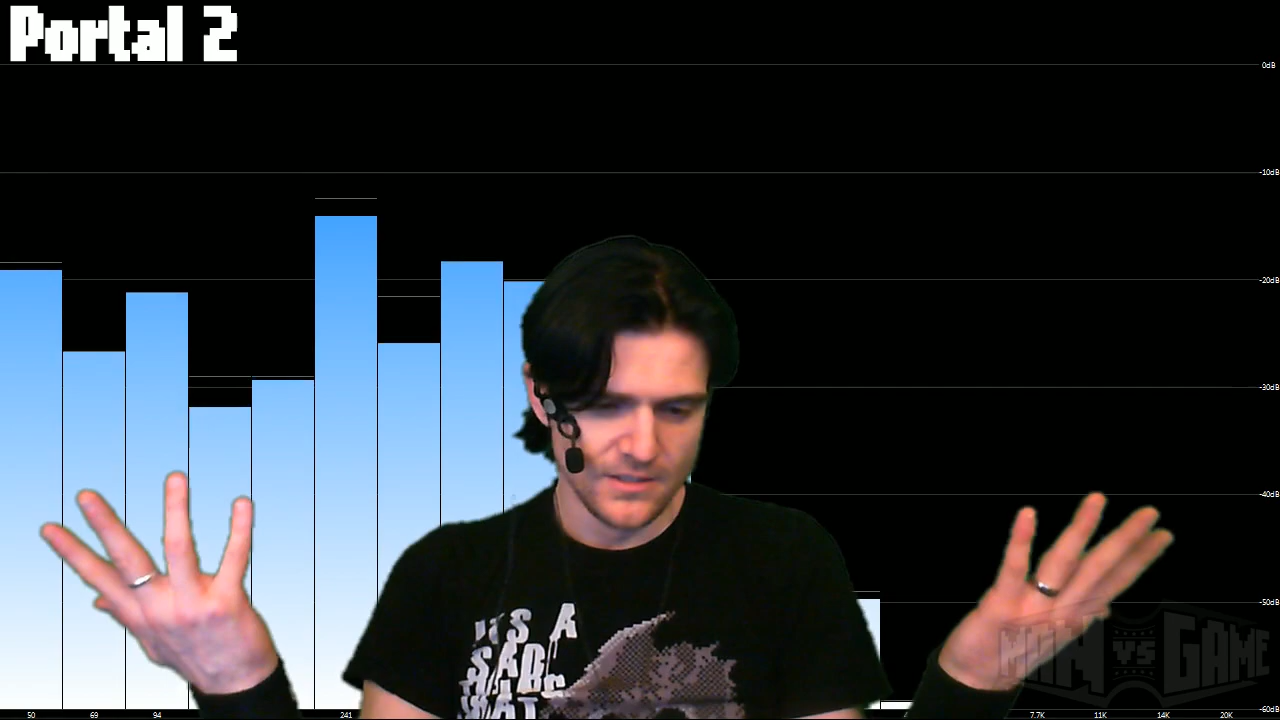 Portal 2
0dB
-10dB
-20dB
-30dB
-40dB
IT'S A
-50dB
MAN VS GAME
-60dB
50 69 94 241 7.7K 11K 14K 20K